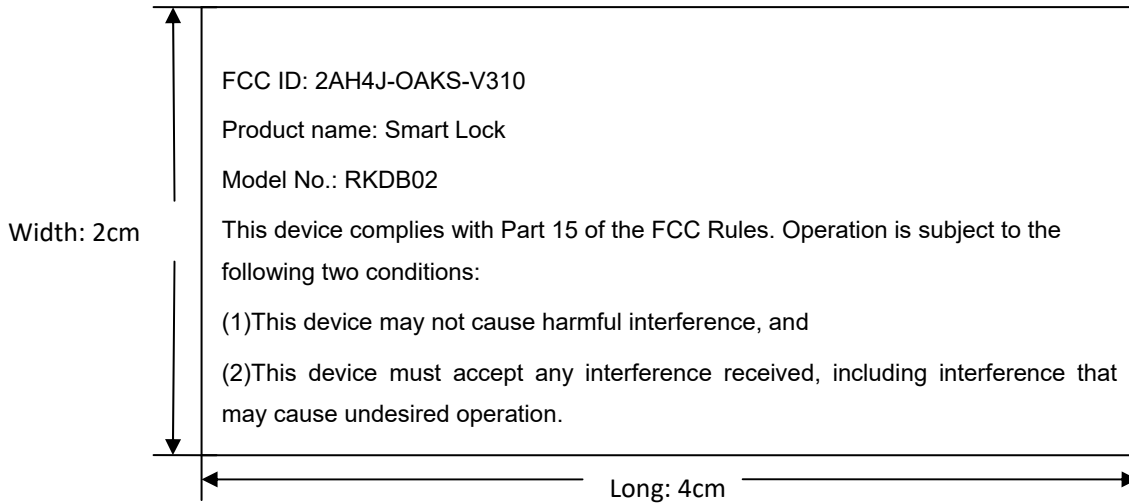 FCC ID: 2AH4J-OAKS-V310
Product name: Smart Lock
Model No.: RKDB02
Width: 2cm
This device complies with Part 15 of the FCC Rules. Operation is subject to the
following two conditions:
(1)This device may not cause harmful interference, and
(2)This device must accept any interference received, including interference that
may cause undesired operation.
Long: 4cm